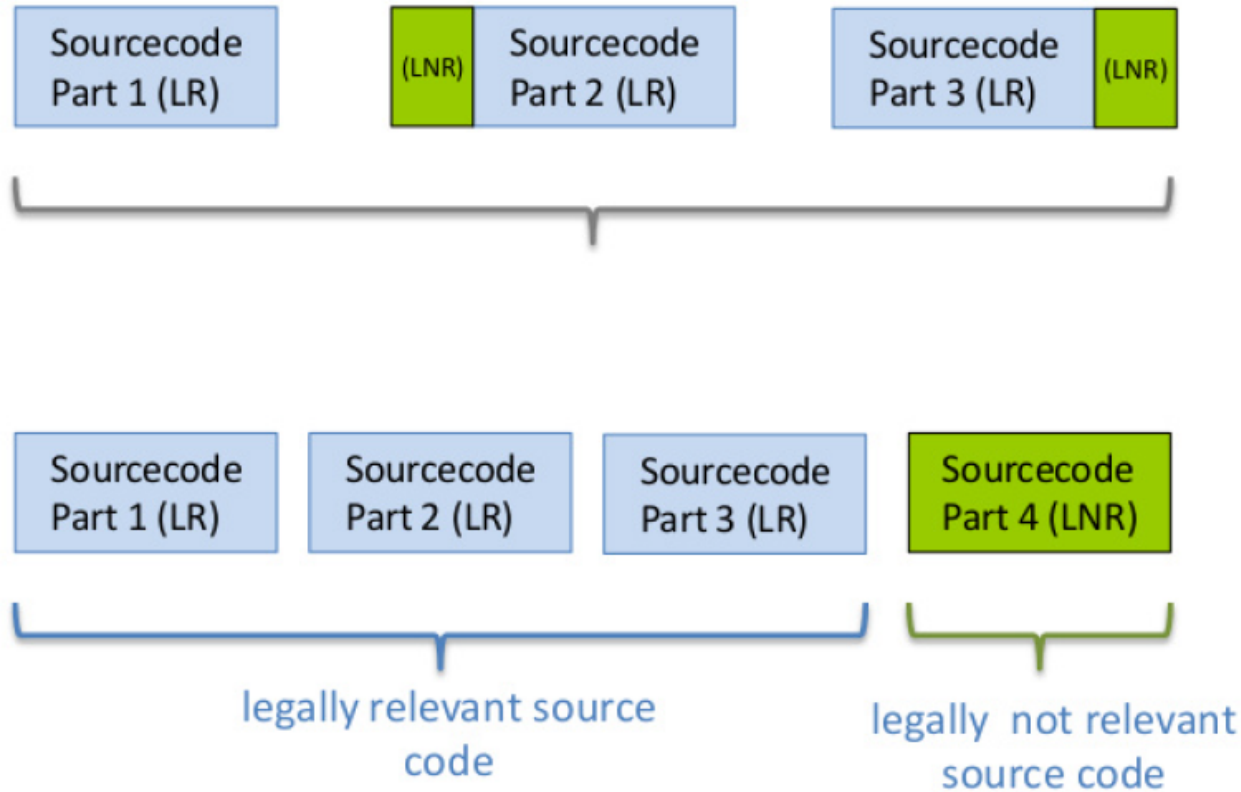 Sourcecode
Part 1 (LR)
(LNR)
Sourcecode
Part 2 (LR)
Sourcecode
Part 3 (LR)
(LNR)
Sourcecode
Part 1 (LR)
Sourcecode
Part 2 (LR)
Sourcecode
Part 3 (LR)
Sourcecode
Part 4 (LNR)
legally relevant source
code
legally not relevant
source code